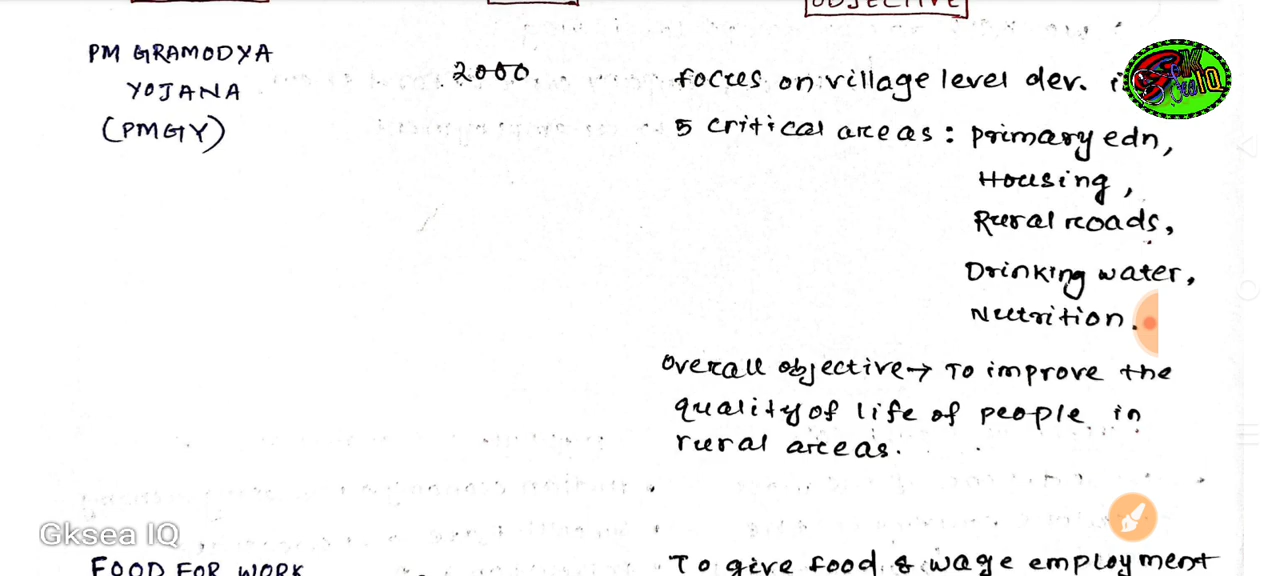 OBJECTIVE
PM GRAMODYA
YOJANA
(PMGY)
2000.
focus on village level dev.
5 critical areas : primary edn,
Housing,
Rural roads,
Drinking water,
Nutrition.
Overall objective→ To improve the
quality of life of people in
rural areas.
Gksea IQ
FOOD FOR WORK
To give food & wage employment